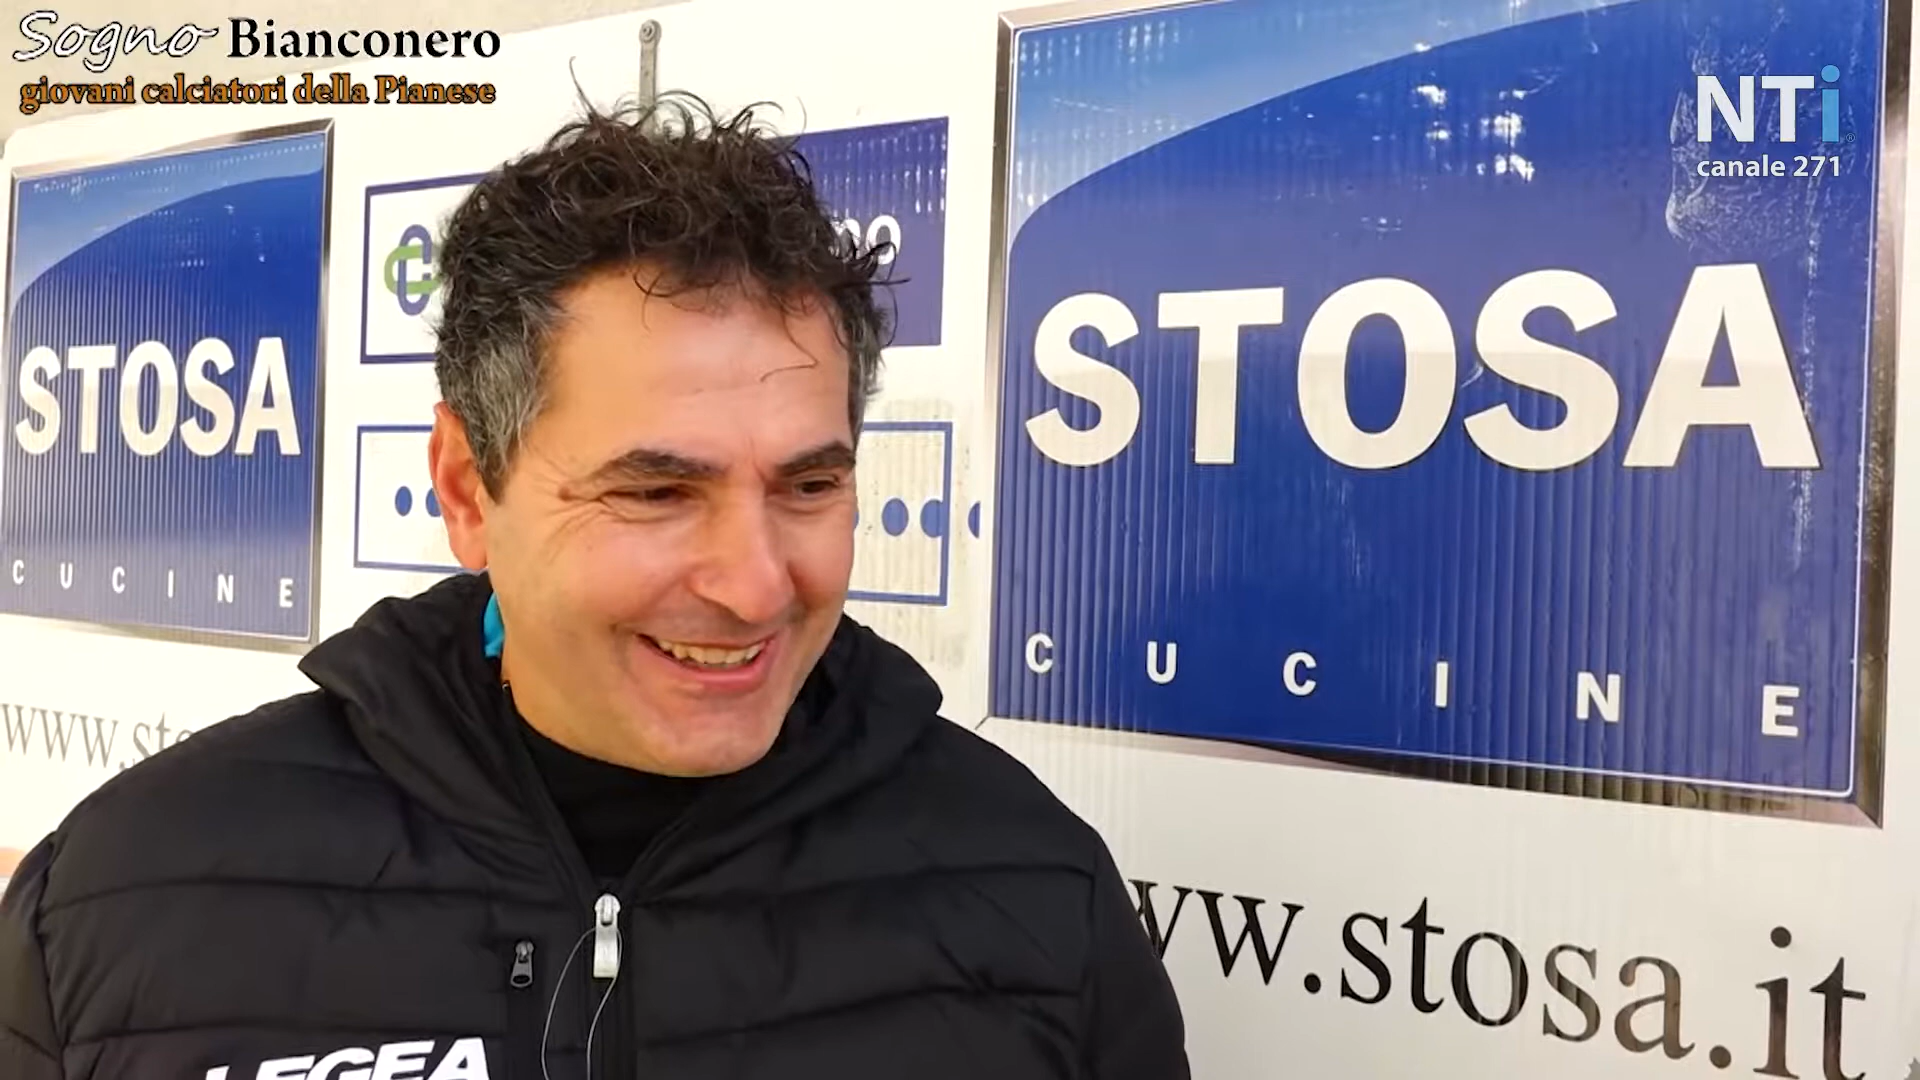 Sogno Bianconero
giovani calciatori della Pianese
NTi
canale 271
STOSA
CUCINE
STOSA
CUCINE
www.stosa.it
LEGEA